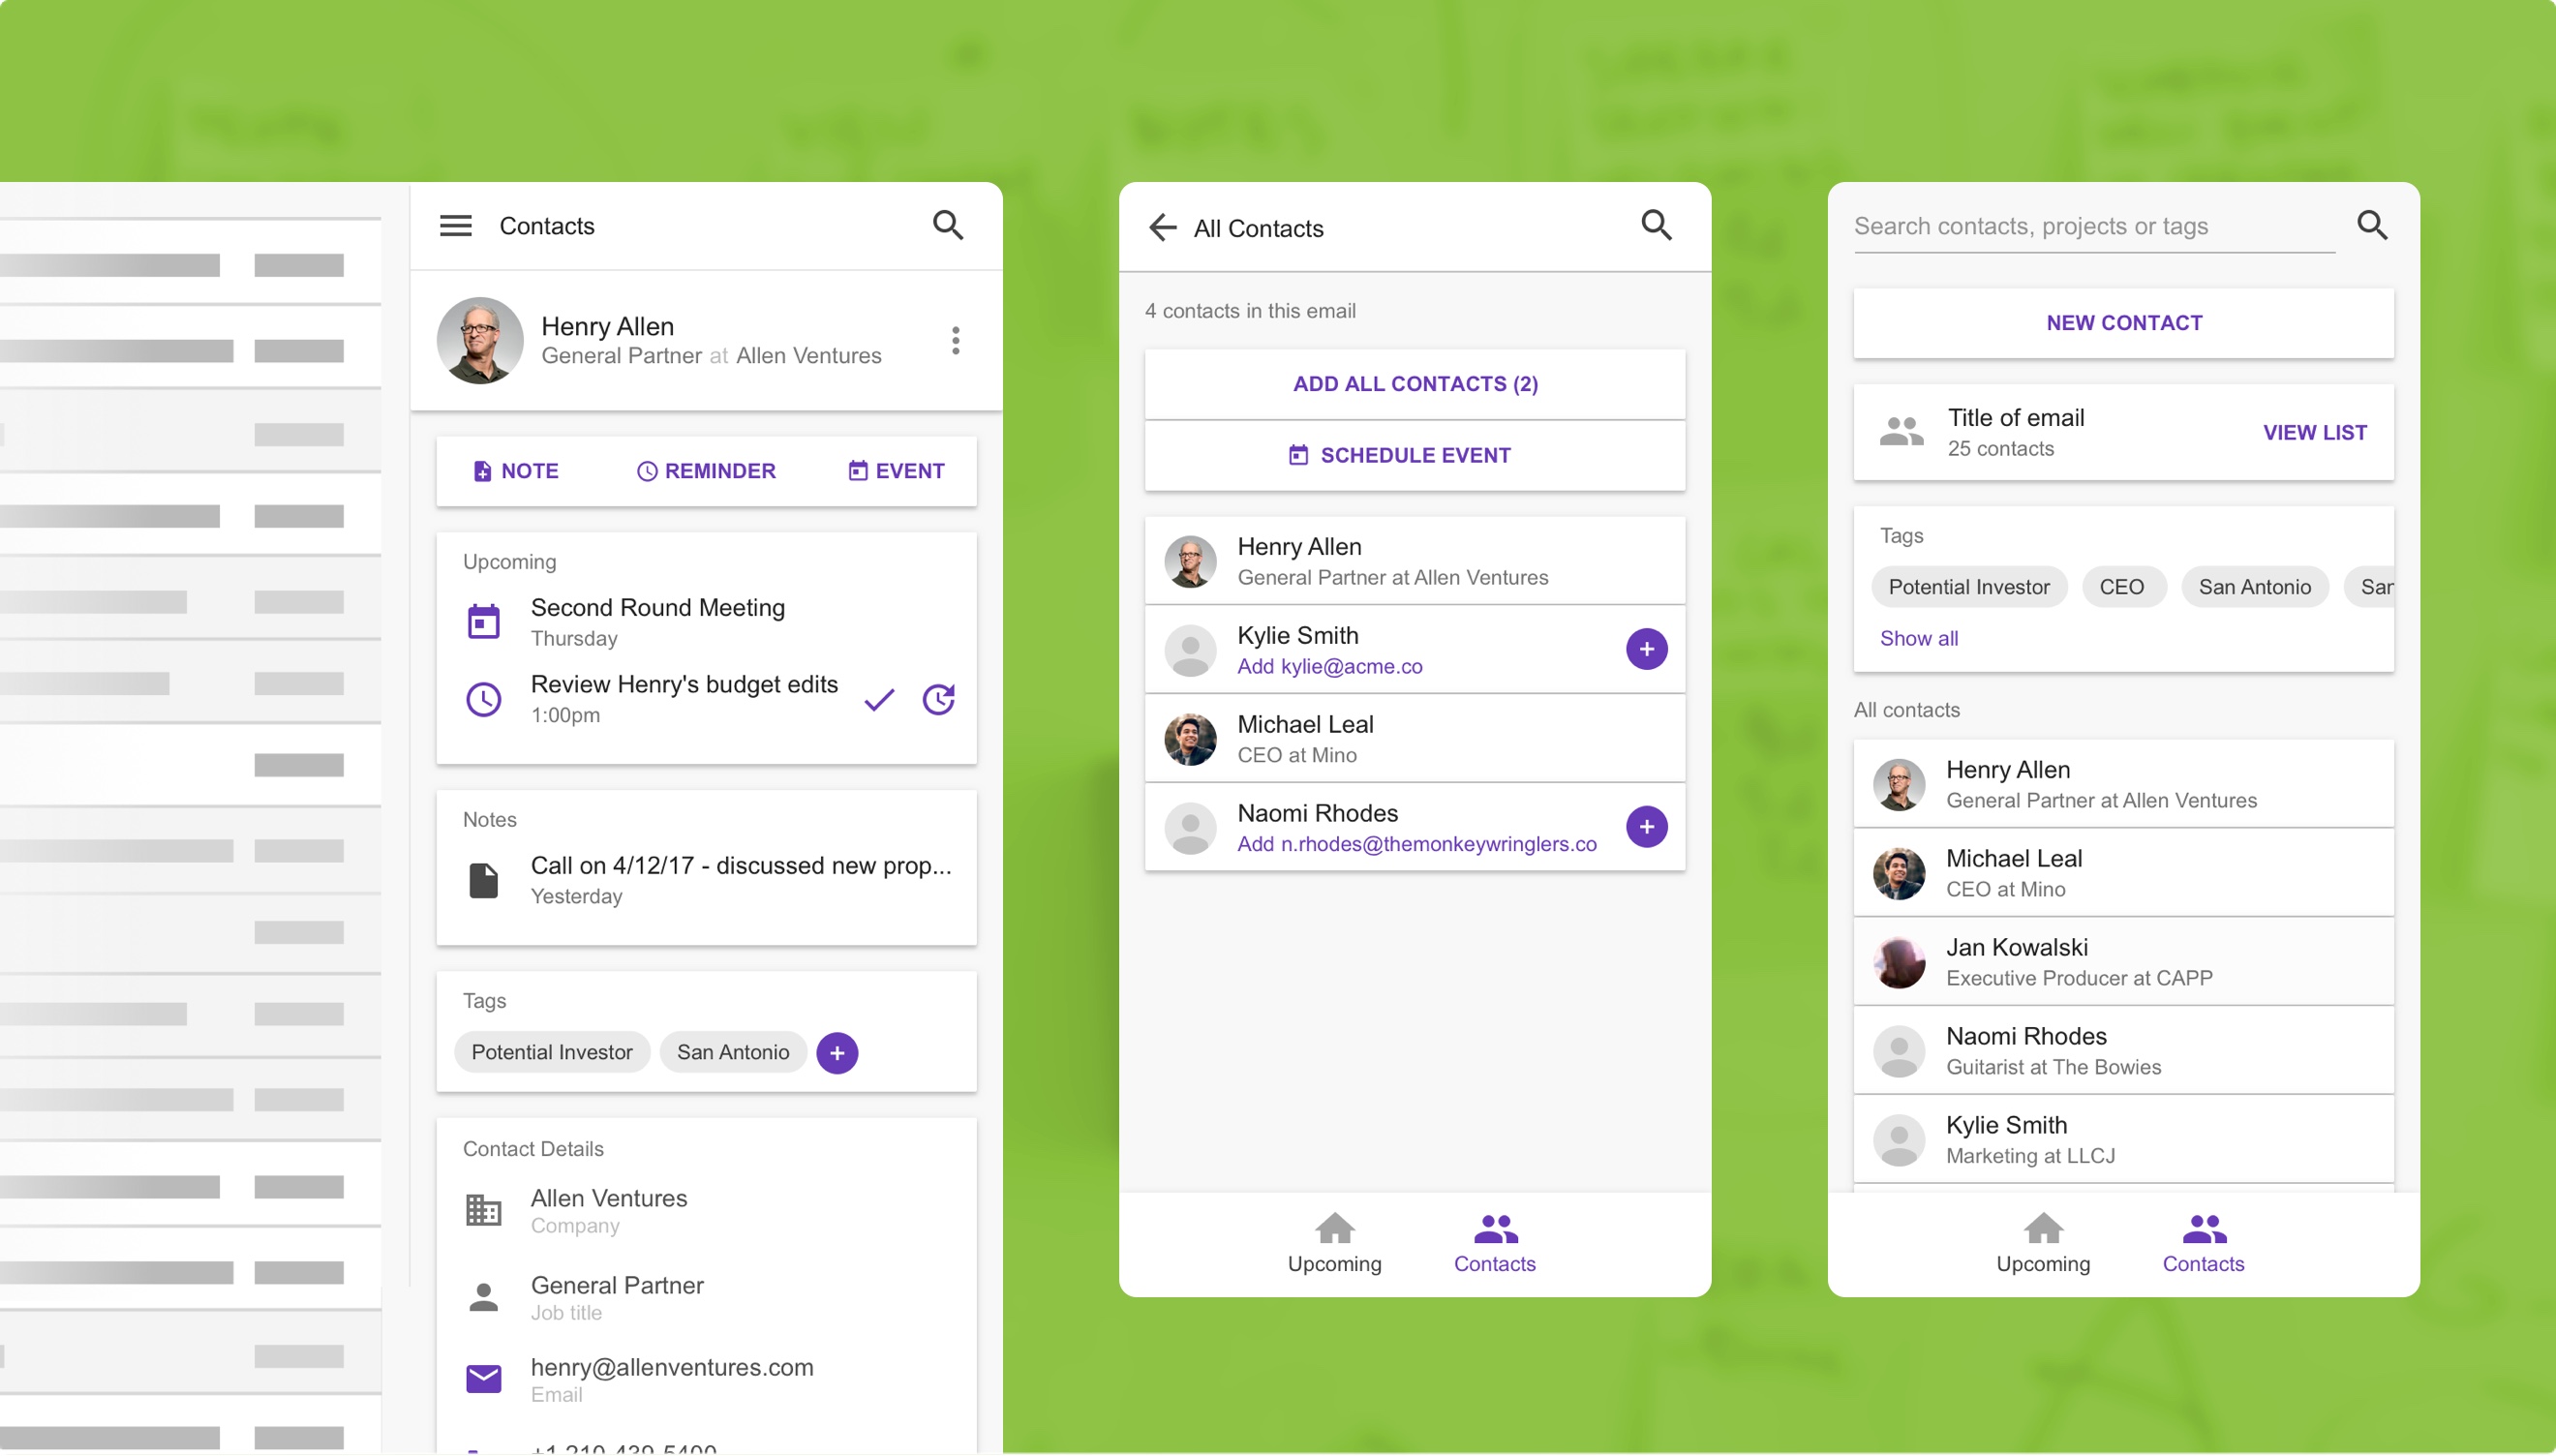 Contacts
Henry Allen
General Partner at Allen Ventures
NOTE
REMINDER
EVENT
Upcoming
Second Round Meeting
Thursday
Review Henry's budget edits
1:00pm
Notes
Call on 4/12/17 - discussed new prop...
Yesterday
Tags
Potential Investor
San Antonio
Contact Details
Allen Ventures
Company
General Partner
Job title
henry@allenventures.com
Email
All Contacts
4 contacts in this email
ADD ALL CONTACTS (2)
SCHEDULE EVENT
Henry Allen
General Partner at Allen Ventures
Kylie Smith
Add kylie@acme.co
Michael Leal
CEO at Mino
Naomi Rhodes
Add n.rhodes@themonkeywringlers.co
Upcoming
Contacts
Search contacts, projects or tags
NEW CONTACT
Title of email
25 contacts
VIEW LIST
Tags
Potential Investor
CEO
San Antonio
San
Show all
All contacts
Henry Allen
General Partner at Allen Ventures
Michael Leal
CEO at Mino
Jan Kowalski
Executive Producer at CAPP
Naomi Rhodes
Guitarist at The Bowies
Kylie Smith
Marketing at LLCJ
Upcoming
Contacts